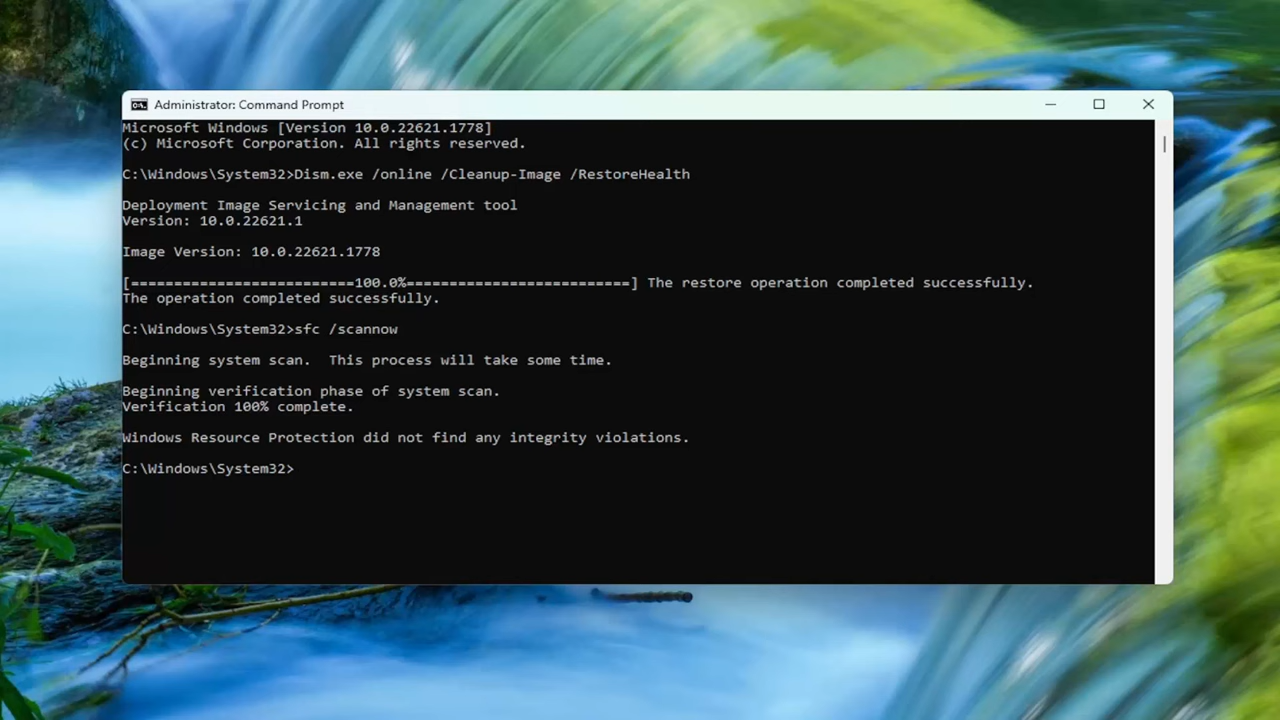 Administrator: Command Prompt
Microsoft Windows [Version 10.0.22621.1778]
(c) Microsoft Corporation. All rights reserved.
C:\Windows\System32>Dism.exe /online /Cleanup-Image /RestoreHealth
Deployment Image Servicing and Management tool
Version: 10.0.22621.1
Image Version: 10.0.22621.1778
[==========================100.0%==========================] The restore operation completed successfully.
The operation completed successfully.
C:\Windows\System32>sfc /scannow
Beginning system scan.  This process will take some time.
Beginning verification phase of system scan.
Verification 100% complete.
Windows Resource Protection did not find any integrity violations.
C:\Windows\System32>